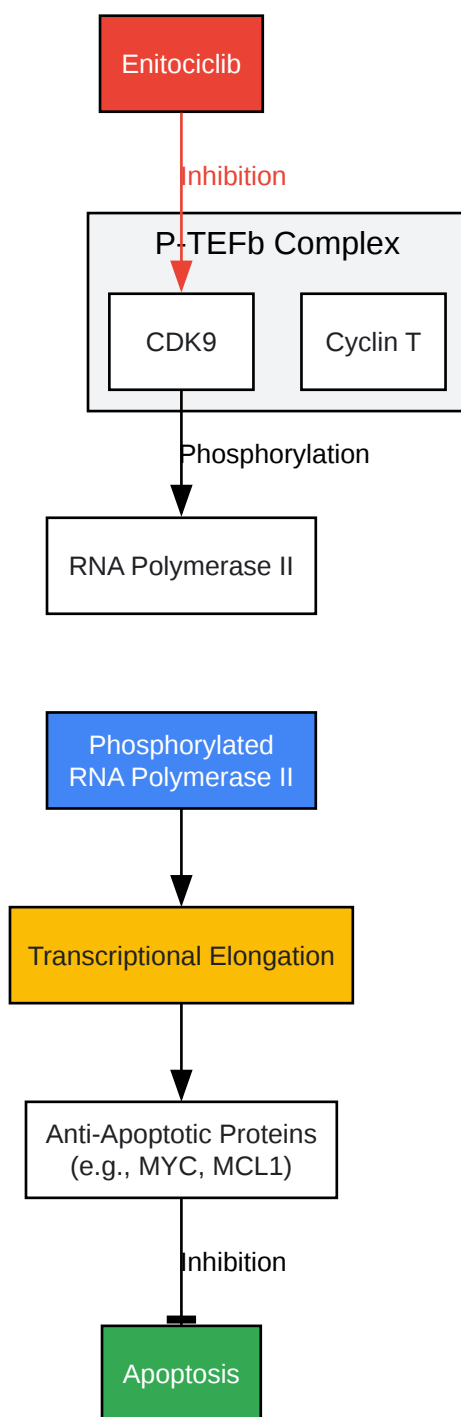 Enitociclib
Inhibition
P-TEFb Complex
CDK9
Cyclin T
Phosphorylation
RNA Polymerase II
Phosphorylated
RNA Polymerase II
Transcriptional Elongation
Anti-Apoptotic Proteins
(e.g., MYC, MCL1)
Inhibition
Apoptosis